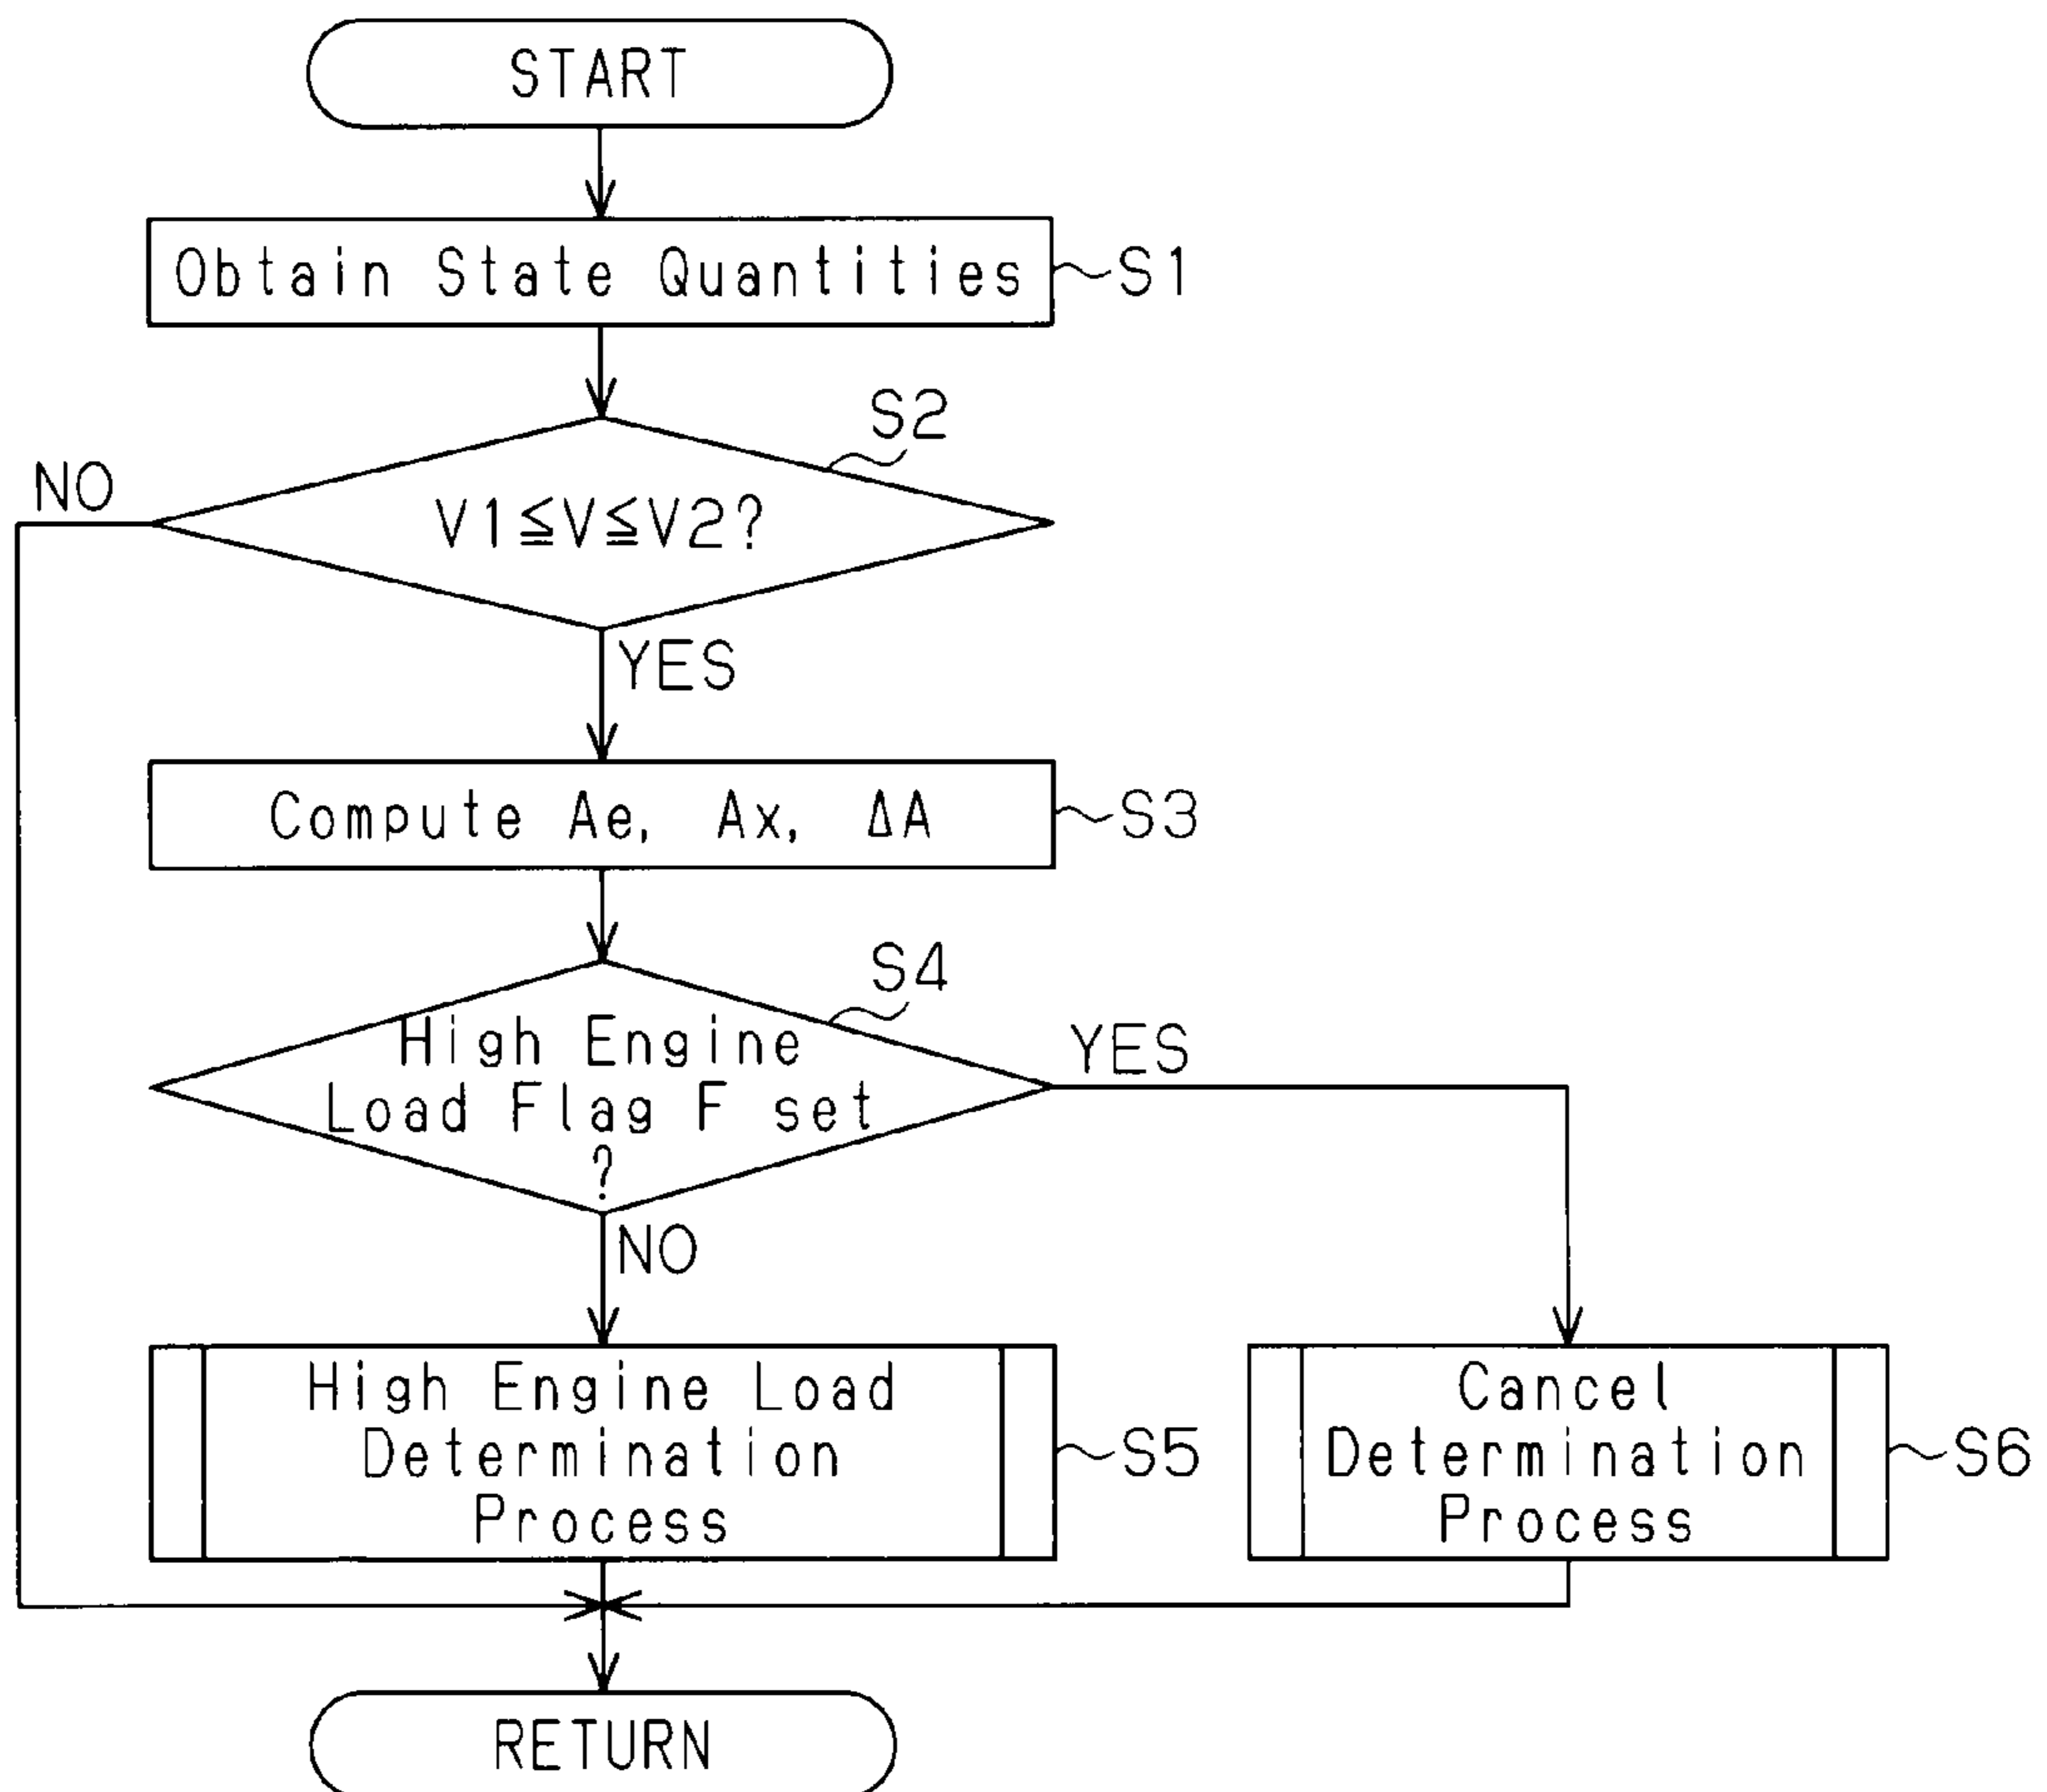 START
Obtain State Quantities
S1
S2
NO
V1≦V≦V2?
YES
Compute Ae, Ax, ΔA
S3
S4
High Engine
Load Flag F set
?
YES
NO
High Engine Load
Determination
Process
S5
Cancel
Determination
Process
S6
RETURN